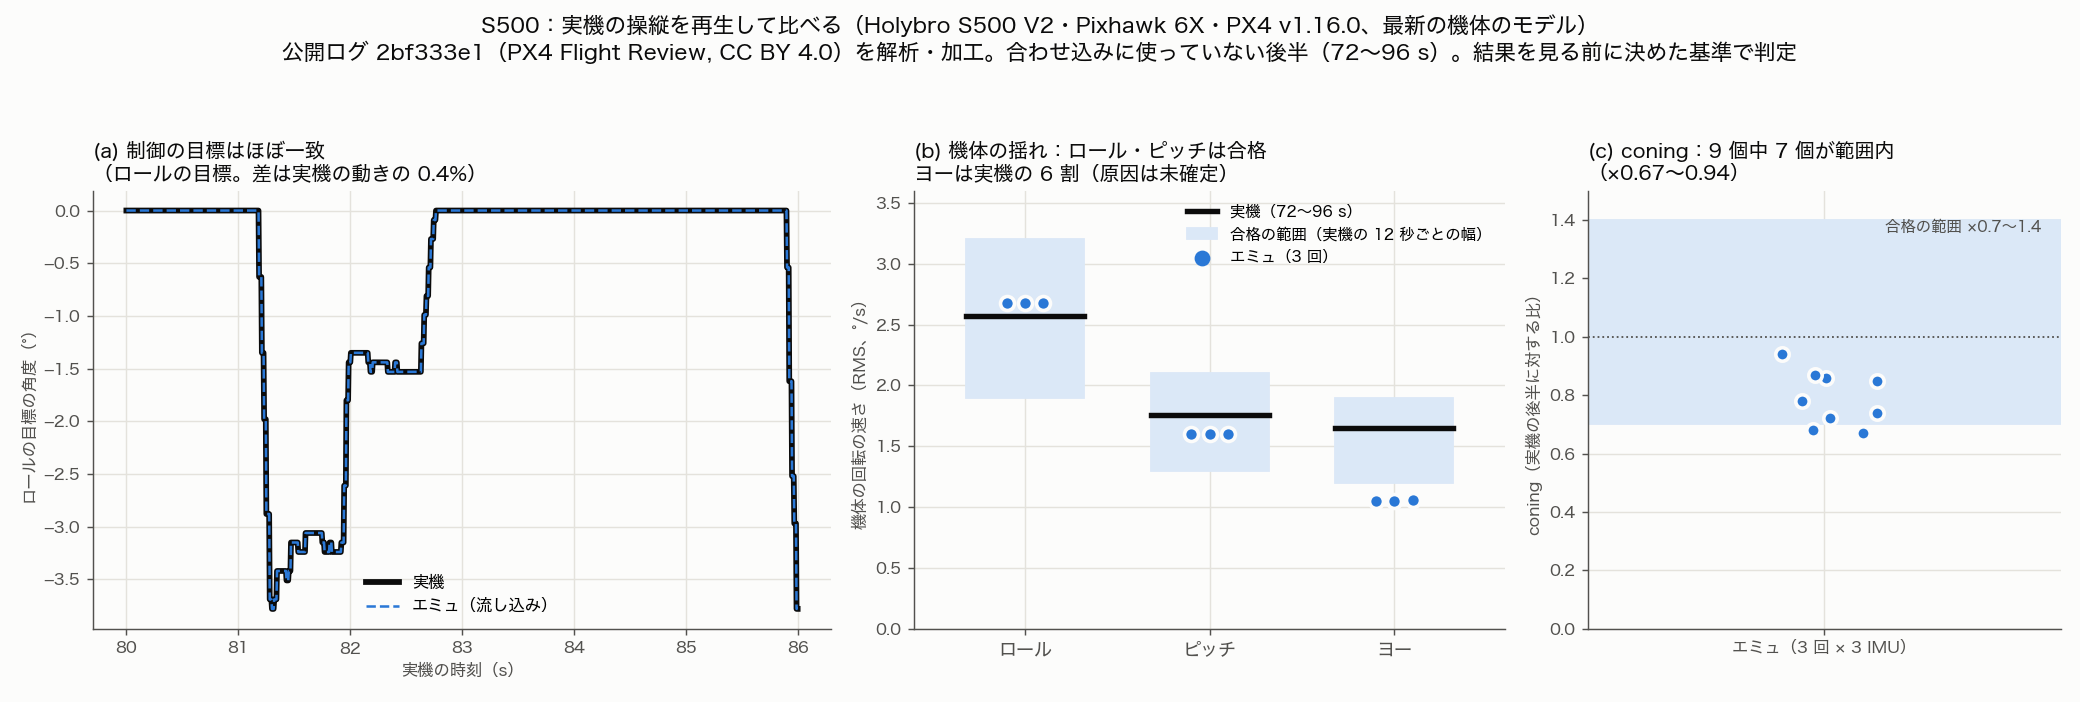 S500：実機の操縦を再生して比べる（Holybro S500 V2・Pixhawk 6X・PX4 v1.16.0、最新の機体のモデル）
公開ログ 2bf333e1（PX4 Flight Review, CC BY 4.0）を解析・加工。合わせ込みに使っていない後半（72〜96 s）。結果を見る前に決めた基準で判定
(a) 制御の目標はほぼ一致
（ロールの目標。差は実機の動きの 0.4%）
ロールの目標の角度（°）
0.0
−0.5
−1.0
−1.5
−2.0
−2.5
−3.0
−3.5
実機
エミュ（流し込み）
80
81
82
83
84
85
86
実機の時刻（s）
(b) 機体の揺れ：ロール・ピッチは合格
ヨーは実機の 6 割（原因は未確定）
機体の回転の速さ（RMS、°/s）
3.5
3.0
2.5
2.0
1.5
1.0
0.5
0.0
実機（72〜96 s）
合格の範囲（実機の 12 秒ごとの幅）
エミュ（3 回）
ロール
ピッチ
ヨー
(c) coning：9 個中 7 個が範囲内
（×0.67〜0.94）
coning（実機の後半に対する比）
1.4
1.2
1.0
0.8
0.6
0.4
0.2
0.0
合格の範囲 ×0.7〜1.4
エミュ（3 回 × 3 IMU）